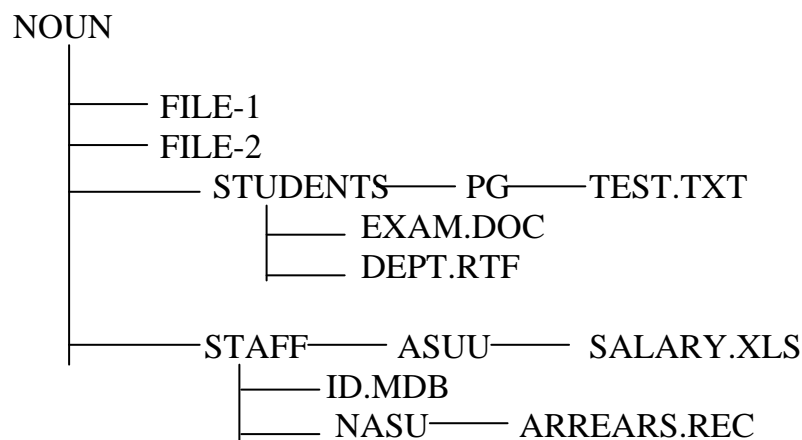 NOUN
FILE-1
FILE-2
STUDENTS PG TEST.TXT
EXAM.DOC
DEPT.RTF
STAFF ASUU SALARY.XLS
ID.MDB
NASU ARREARS.REC